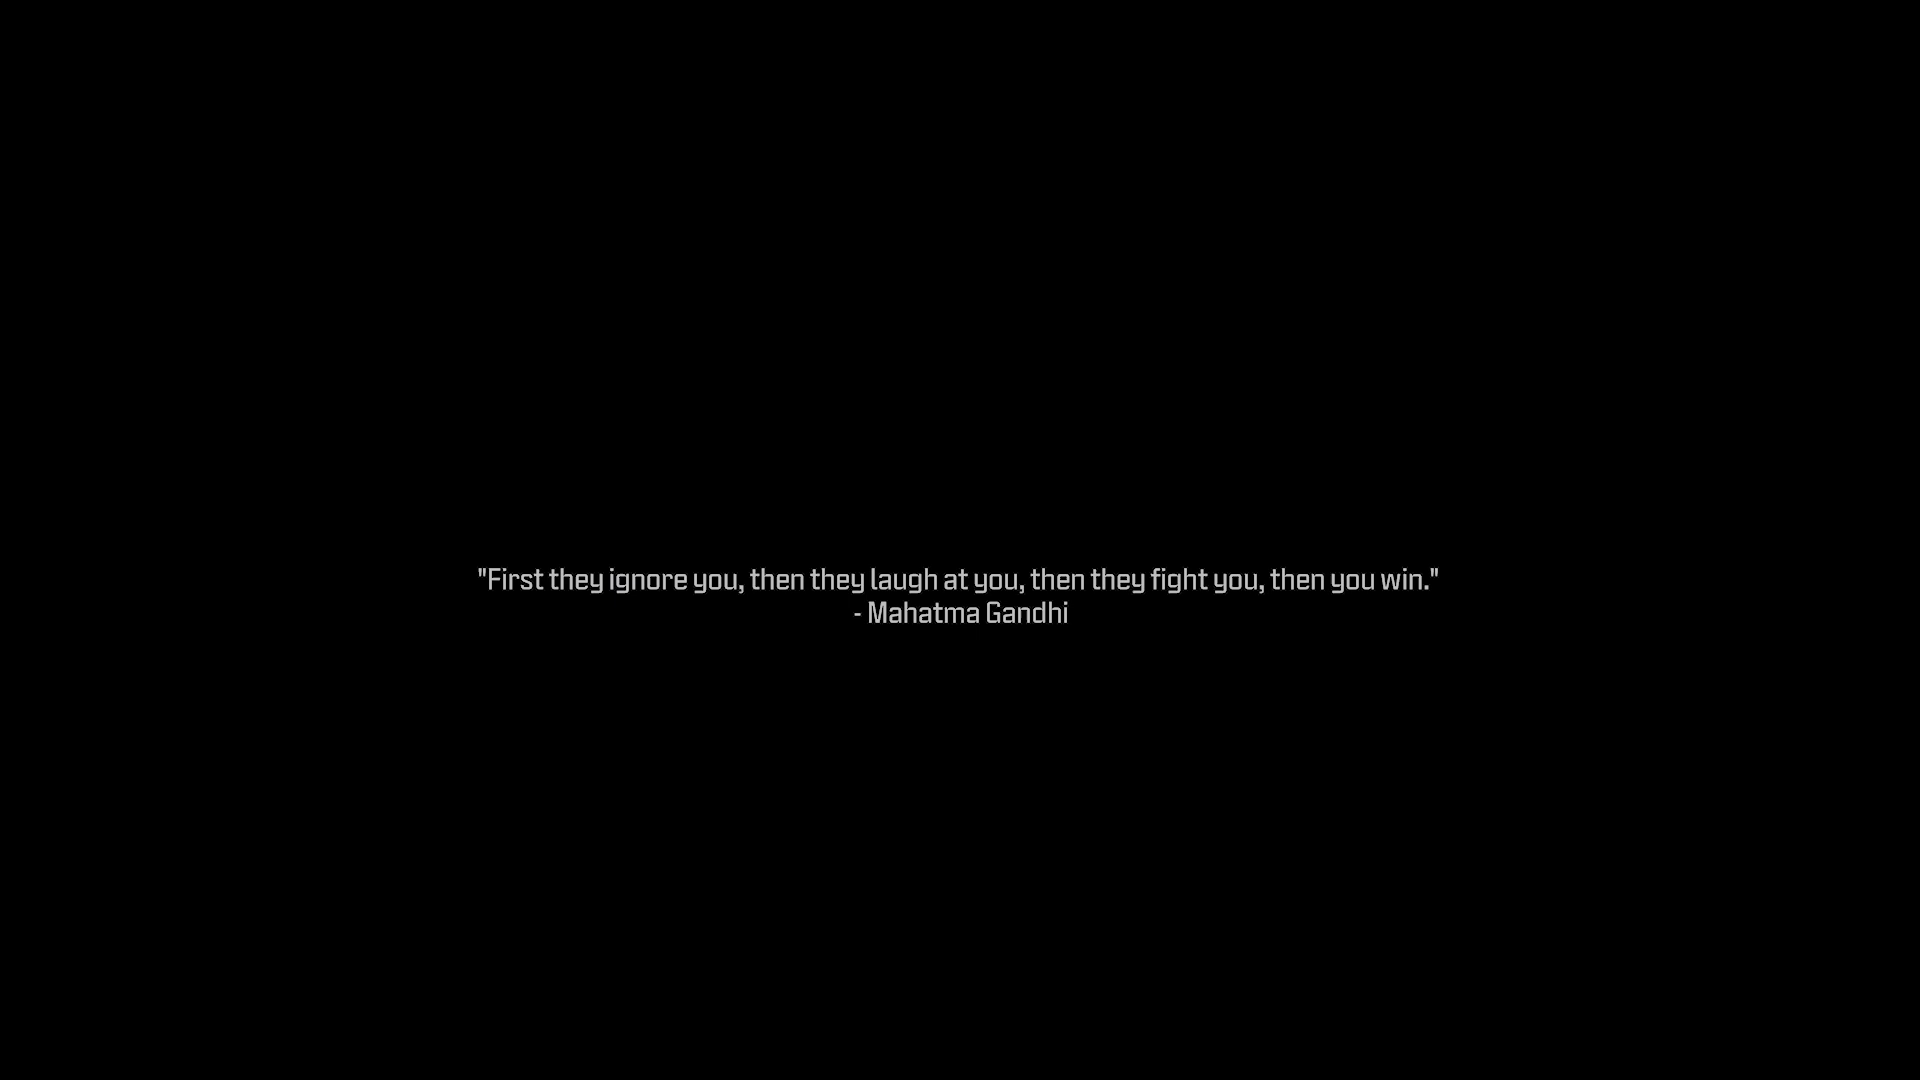 "First they ignore you, then they laugh at you, then they fight you, then you win."
- Mahatma Gandhi